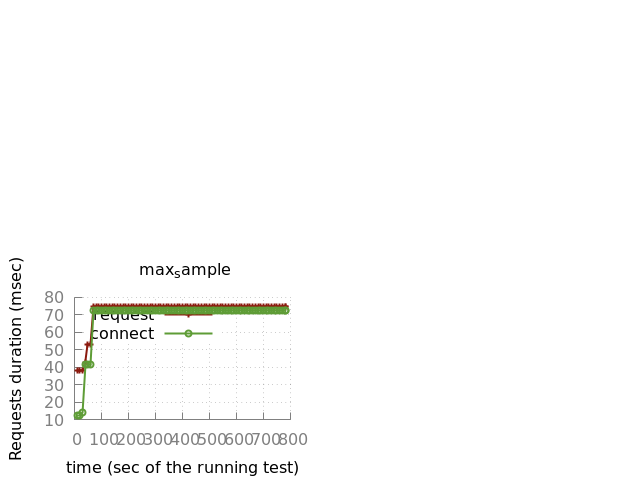 max_sample
Requests duration (msec)
80
70
60
50
40
30
20
10
request
connect
0 100 200 300 400 500 600 700 800
time (sec of the running test)